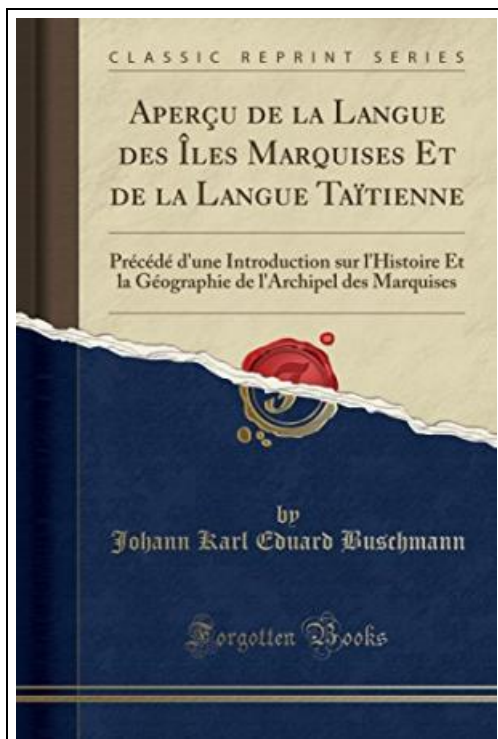 CLASSIC REPRINT SERIES
APERÇU DE LA LANGUE
DES ÎLES MARQUISES ET
DE LA LANGUE TAÏTIENNE
Précédé d'une Introduction sur l'Histoire Et
la Géographie de l'Archipel des Marquises
by
Johann Karl Eduard Buschmann
Forgotten Books